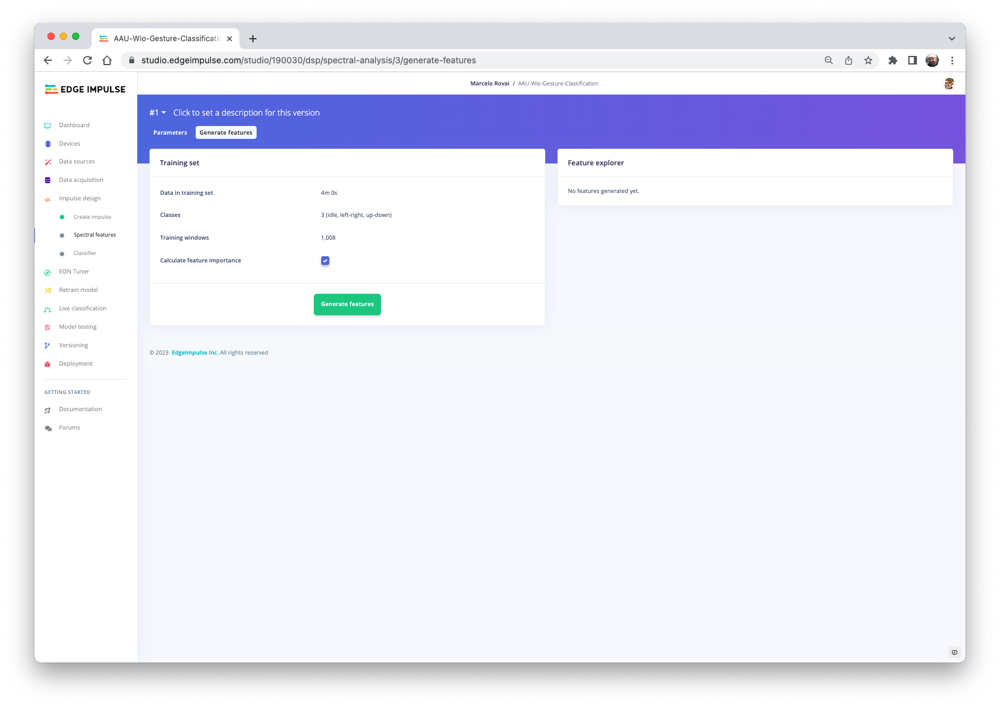 AAU-Wio-Gesture-Classificatio
studio.edgeimpulse.com/studio/190030/dsp/spectral-analysis/3/generate-features
EDGE IMPULSE
Marcelo Rovai / AAU-Wio-Gesture-Classification
Dashboard
Devices
Data sources
Data acquisition
Impulse design
Create impulse
Spectral features
Classifier
EON Tuner
Retrain model
Live classification
Model testing
Versioning
Deployment
GETTING STARTED
Documentation
Forums
#1 Click to set a description for this version
Parameters Generate features
Training set
Data in training set 4m 0s
Classes 3 (idle, left-right, up-down)
Training windows 1,008
Calculate feature importance
Generate features
Feature explorer
No features generated yet.
© 2023 EdgeImpulse Inc. All rights reserved